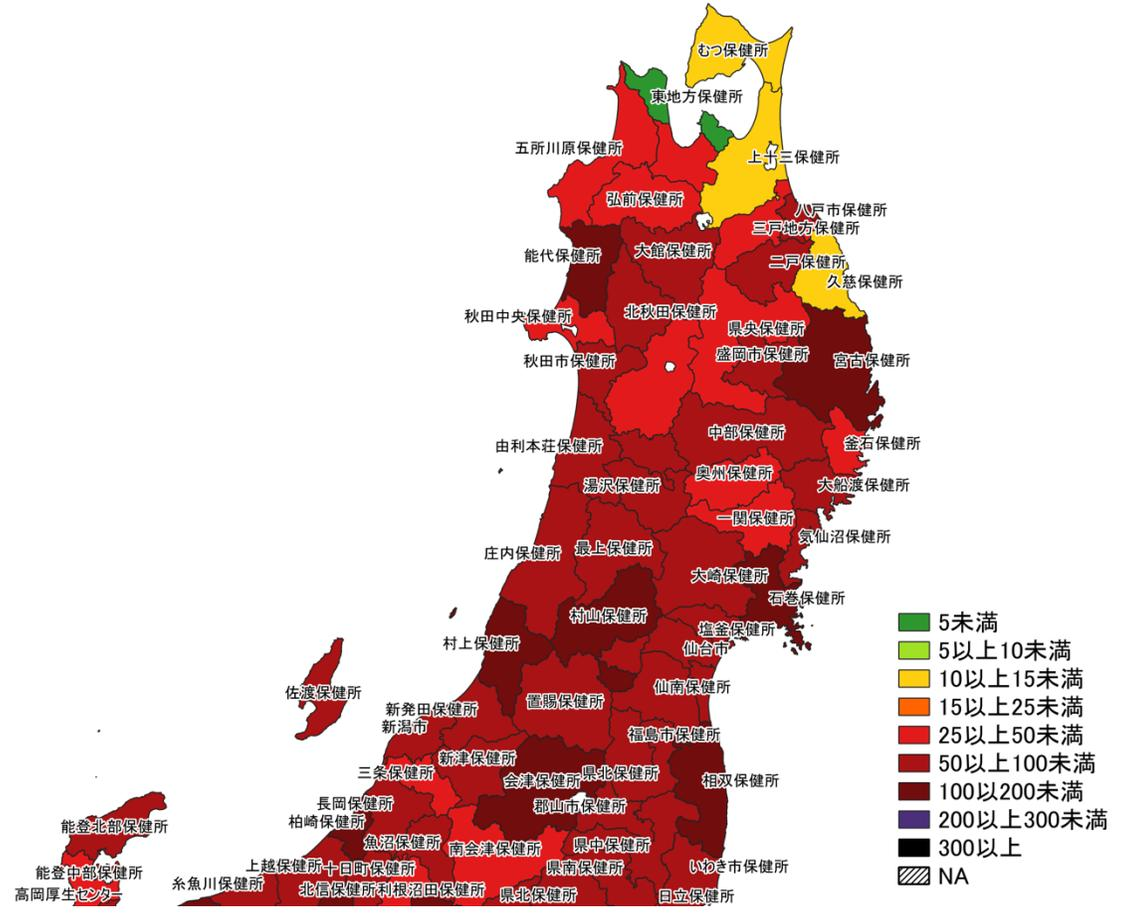 むつ保健所
東地方保健所
五所川原保健所
上十三保健所
弘前保健所
八戸市保健所
三戸地方保健所
能代保健所
大館保健所
二戸保健所
久慈保健所
秋田中央保健所
北秋田保健所
県央保健所
秋田市保健所
盛岡市保健所
宮古保健所
由利本荘保健所
中部保健所
釜石保健所
湯沢保健所
奥州保健所
大船渡保健所
一関保健所
気仙沼保健所
庄内保健所
最上保健所
大崎保健所
石巻保健所
村山保健所
塩釜保健所
村上保健所
仙台市
佐渡保健所
置賜保健所
仙南保健所
新発田保健所
新潟市
福島市保健所
三条保健所
新津保健所
会津保健所
県北保健所
相双保健所
長岡保健所
郡山市保健所
柏崎保健所
能登北部保健所
魚沼保健所
南会津保健所
県中保健所
能登中部保健所
上越保健所
十日町保健所
県南保健所
いわき市保健所
高岡厚生センター
糸魚川保健所
北信保健所
利根沼田保健所
県北保健所
日立保健所
5未満
5以上10未満
10以上15未満
15以上25未満
25以上50未満
50以上100未満
100以200未満
200以上300未満
300以上
NA